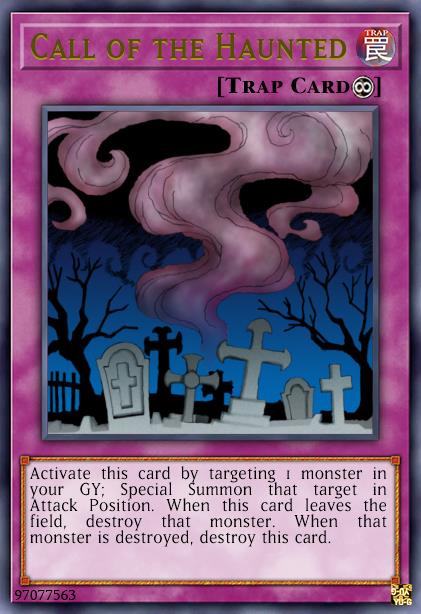 CALL OF THE HAUNTED
TRAP
罠
[TRAP CARD]
Activate this card by targeting 1 monster in
your GY; Special Summon that target in
Attack Position. When this card leaves the
field, destroy that monster. When that
monster is destroyed, destroy this card.
97077563